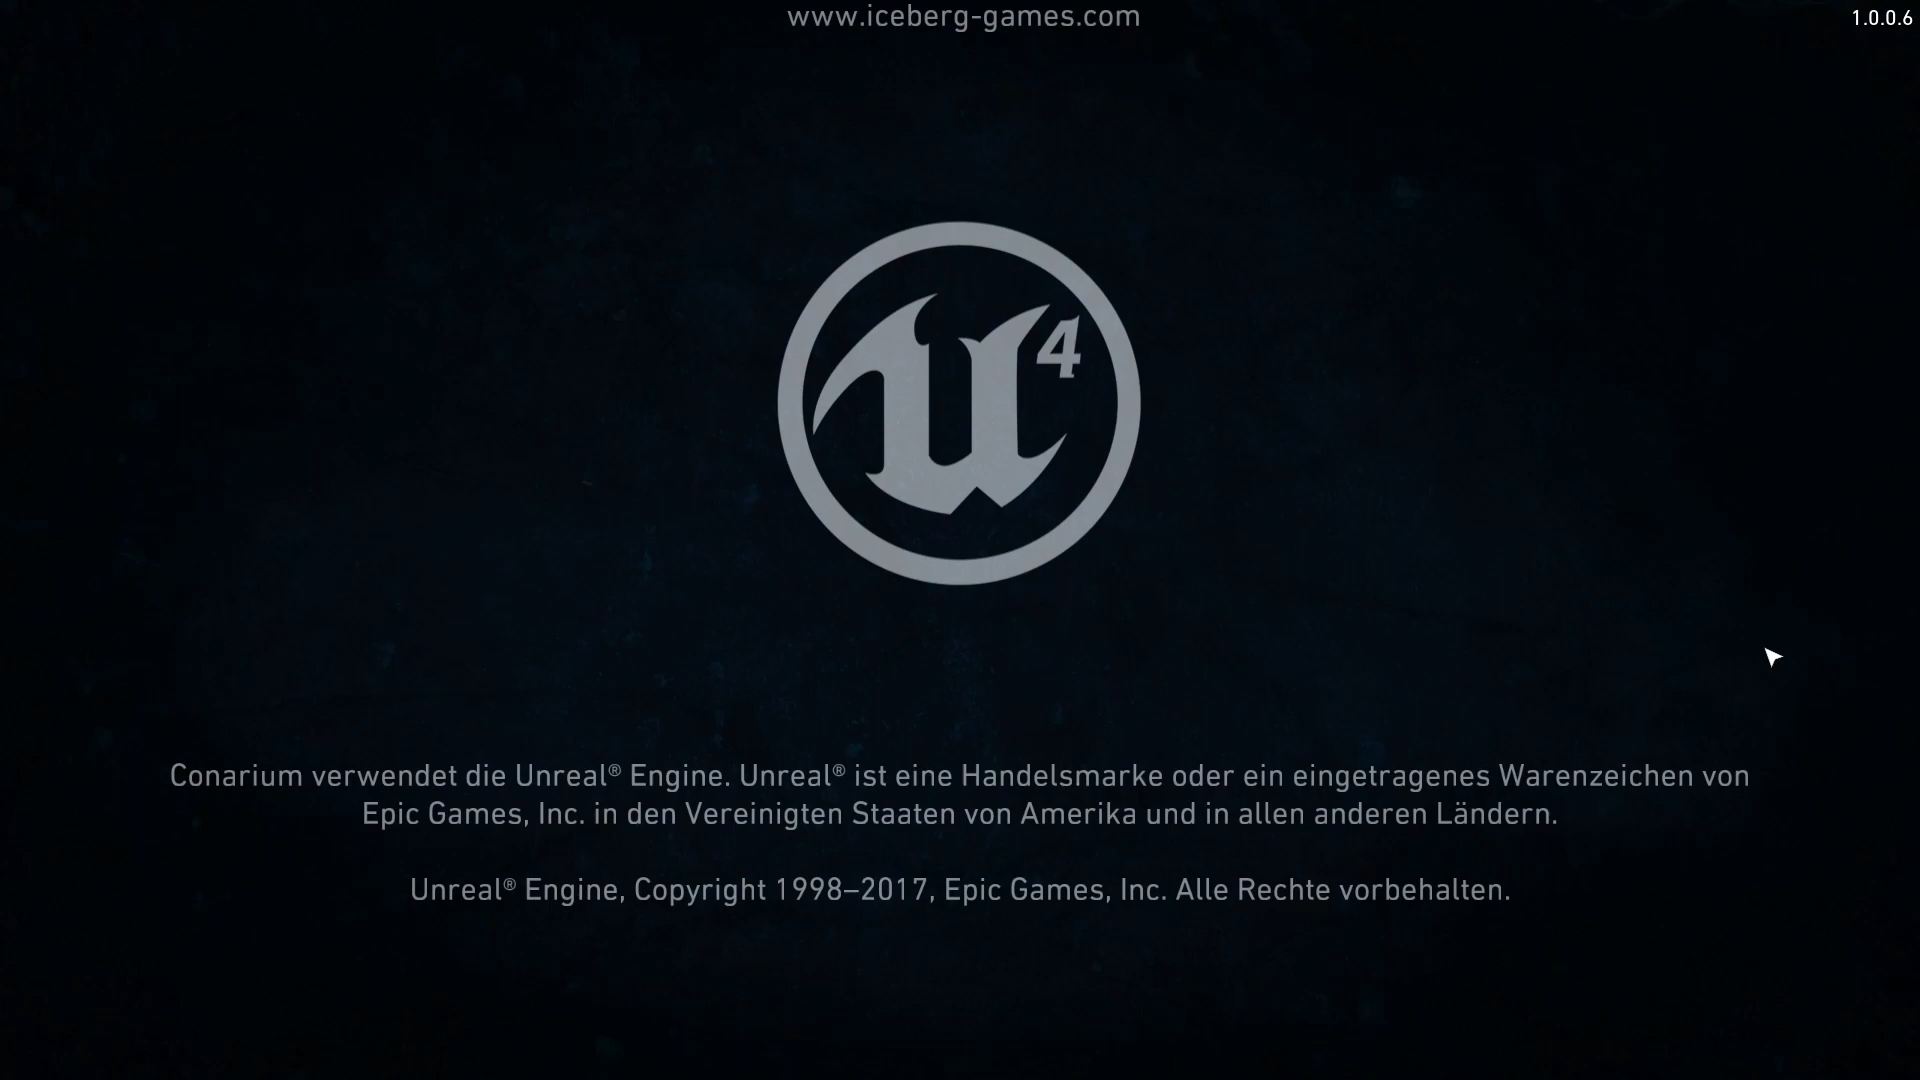 www.iceberg-games.com
1.0.0.6
U4
Conarium verwendet die Unreal® Engine. Unreal® ist eine Handelsmarke oder ein eingetragenes Warenzeichen von
Epic Games, Inc. in den Vereinigten Staaten von Amerika und in allen anderen Ländern.
Unreal® Engine, Copyright 1998–2017, Epic Games, Inc. Alle Rechte vorbehalten.